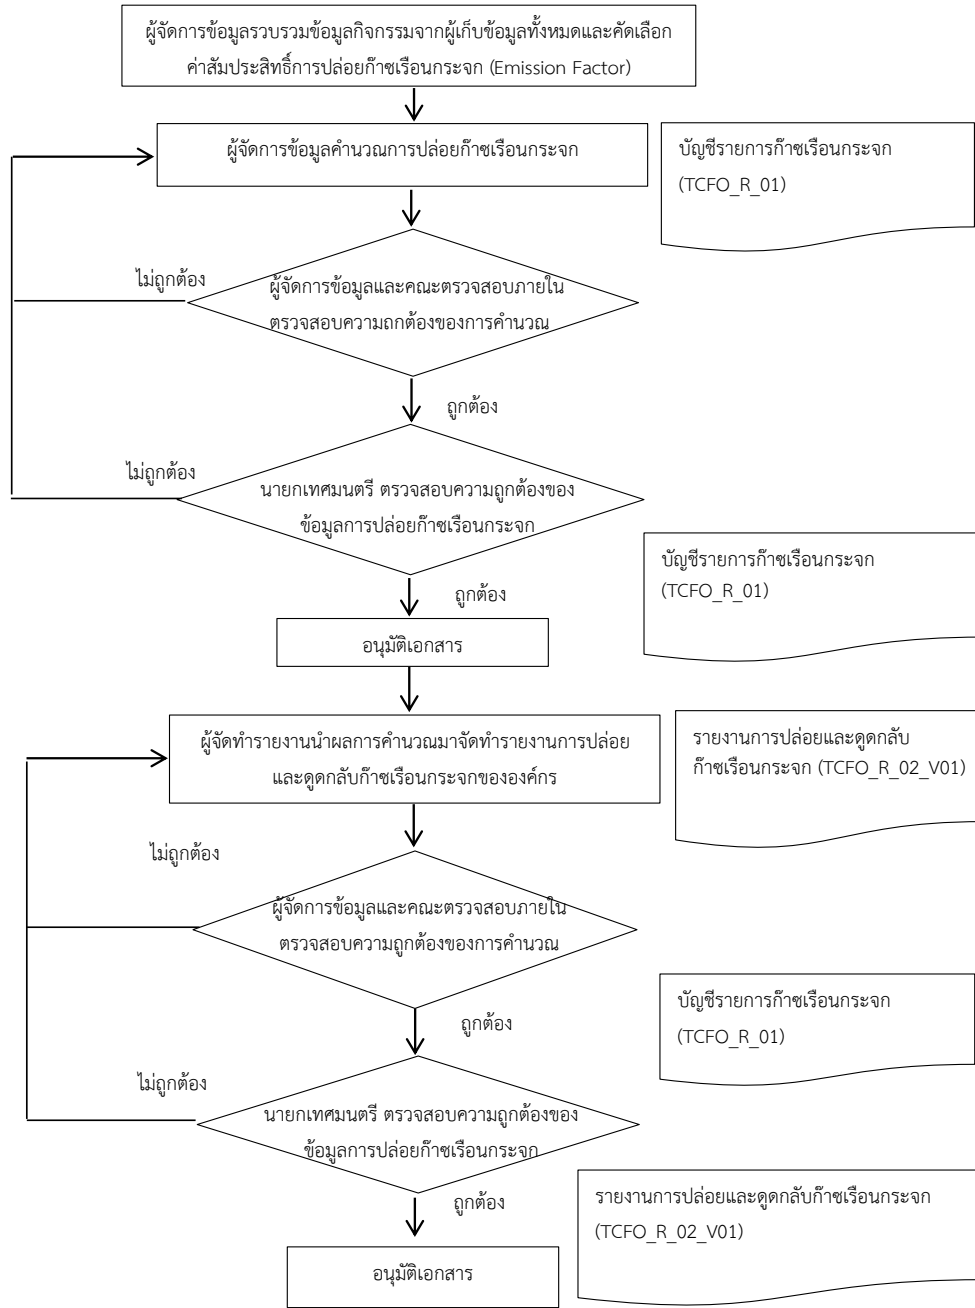 ผู้จัดการข้อมูลรวบรวมข้อมูลกิจกรรมจากผู้เก็บข้อมูลทั้งหมดและคัดเลือก
ค่าสัมประสิทธิ์การปล่อยก๊าซเรือนกระจก (Emission Factor)
ผู้จัดการข้อมูลคำนวณการปล่อยก๊าซเรือนกระจก
บัญชีรายการก๊าซเรือนกระจก
(TCFO_R_01)
ไม่ถูกต้อง
ผู้จัดการข้อมูลและคณะตรวจสอบภายใน
ตรวจสอบความถกต้องของการคำนวณ
ถูกต้อง
ไม่ถูกต้อง
นายกเทศมนตรี ตรวจสอบความถูกต้องของ
ข้อมูลการปล่อยก๊าซเรือนกระจก
บัญชีรายการก๊าซเรือนกระจก
(TCFO_R_01)
ถูกต้อง
อนุมัติเอกสาร
ผู้จัดทำรายงานนำผลการคำนวณมาจัดทำรายงานการปล่อย
และดูดกลับก๊าซเรือนกระจกขององค์กร
รายงานการปล่อยและดูดกลับ
ก๊าซเรือนกระจก (TCFO_R_02_V01)
ไม่ถูกต้อง
ผู้จัดการข้อมูลและคณะตรวจสอบภายใน
ตรวจสอบความถูกต้องของการคำนวณ
บัญชีรายการก๊าซเรือนกระจก
(TCFO_R_01)
ถูกต้อง
ไม่ถูกต้อง
นายกเทศมนตรี ตรวจสอบความถูกต้องของ
ข้อมูลการปล่อยก๊าซเรือนกระจก
รายงานการปล่อยและดูดกลับก๊าซเรือนกระจก
(TCFO_R_02_V01)
ถูกต้อง
อนุมัติเอกสาร